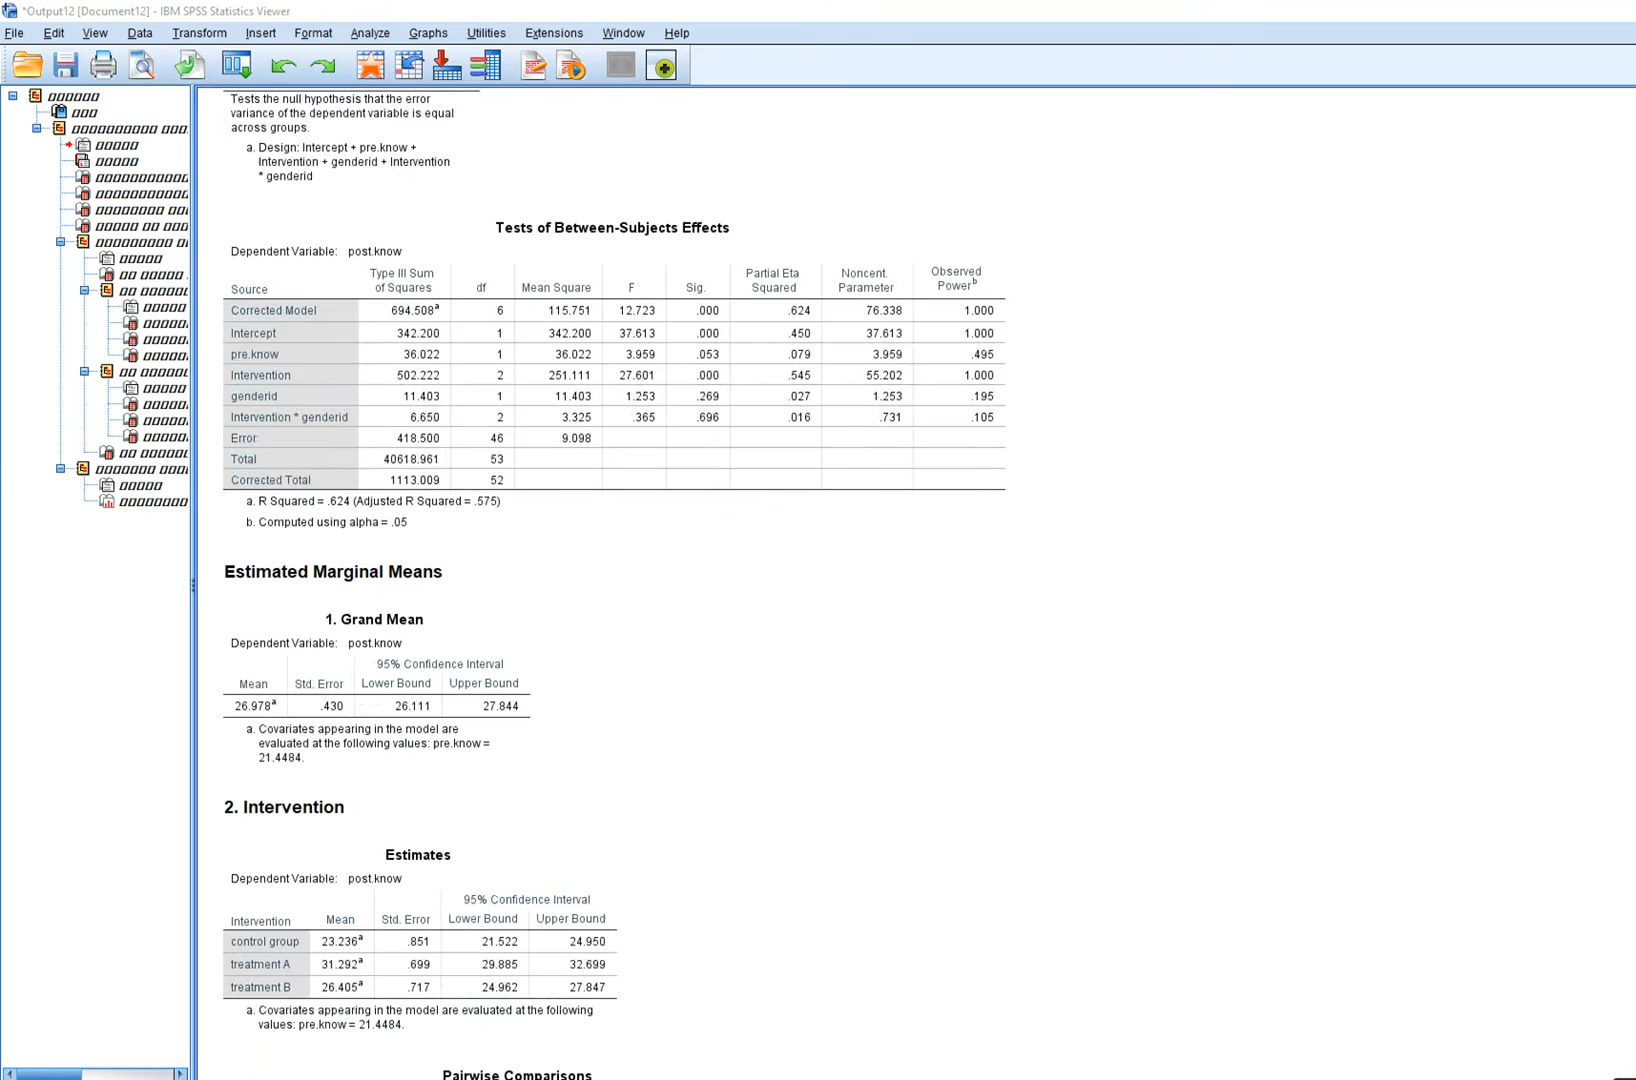 *Output12 [Document12] - IBM SPSS Statistics Viewer
File Edit View Data Transform Insert Format Analyze Graphs Utilities Extensions Window Help
Tests the null hypothesis that the error
variance of the dependent variable is equal
across groups.
a. Design: Intercept + pre.know +
Intervention + genderid + Intervention
* genderid
Tests of Between-Subjects Effects
Dependent Variable: post.know
Source Type III Sum of Squares df Mean Square F Sig. Partial Eta Squared Noncent. Parameter Observed Power b
Corrected Model 694.508a 6 115.751 12.723 .000 .624 76.338 1.000
Intercept 342.200 1 342.200 37.613 .000 .450 37.613 1.000
pre.know 36.022 1 36.022 3.959 .053 .079 3.959 .495
Intervention 502.222 2 251.111 27.601 .000 .545 55.202 1.000
genderid 11.403 1 11.403 1.253 .269 .027 1.253 .195
Intervention * genderid 6.650 2 3.325 .365 .696 .016 .731 .105
Error 418.500 46 9.098
Total 40618.961 53
Corrected Total 1113.009 52
a. R Squared = .624 (Adjusted R Squared = .575)
b. Computed using alpha = .05
Estimated Marginal Means
1. Grand Mean
Dependent Variable: post.know
95% Confidence Interval
Mean Std. Error Lower Bound Upper Bound
26.978a .430 26.111 27.844
a. Covariates appearing in the model are
evaluated at the following values: pre.know =
21.4484.
2. Intervention
Estimates
Dependent Variable: post.know
95% Confidence Interval
Intervention Mean Std. Error Lower Bound Upper Bound
control group 23.236a .851 21.522 24.950
treatment A 31.292a .699 29.885 32.699
treatment B 26.405a .717 24.962 27.847
a. Covariates appearing in the model are evaluated at the following
values: pre.know = 21.4484.
Pairwise Comparisons